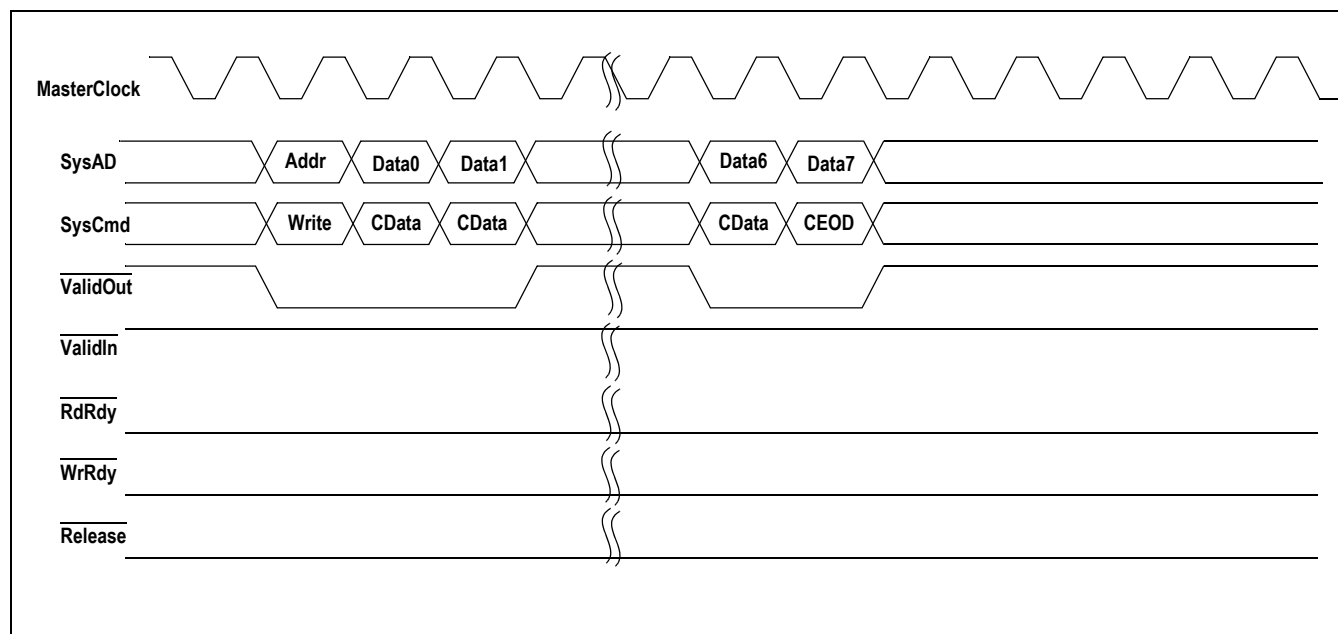 MasterClock
SysAD Addr Data0 Data1 Data6 Data7
SysCmd Write CData CData CData CEOD
ValidOut
ValidIn
RdRdy
WrRdy
Release